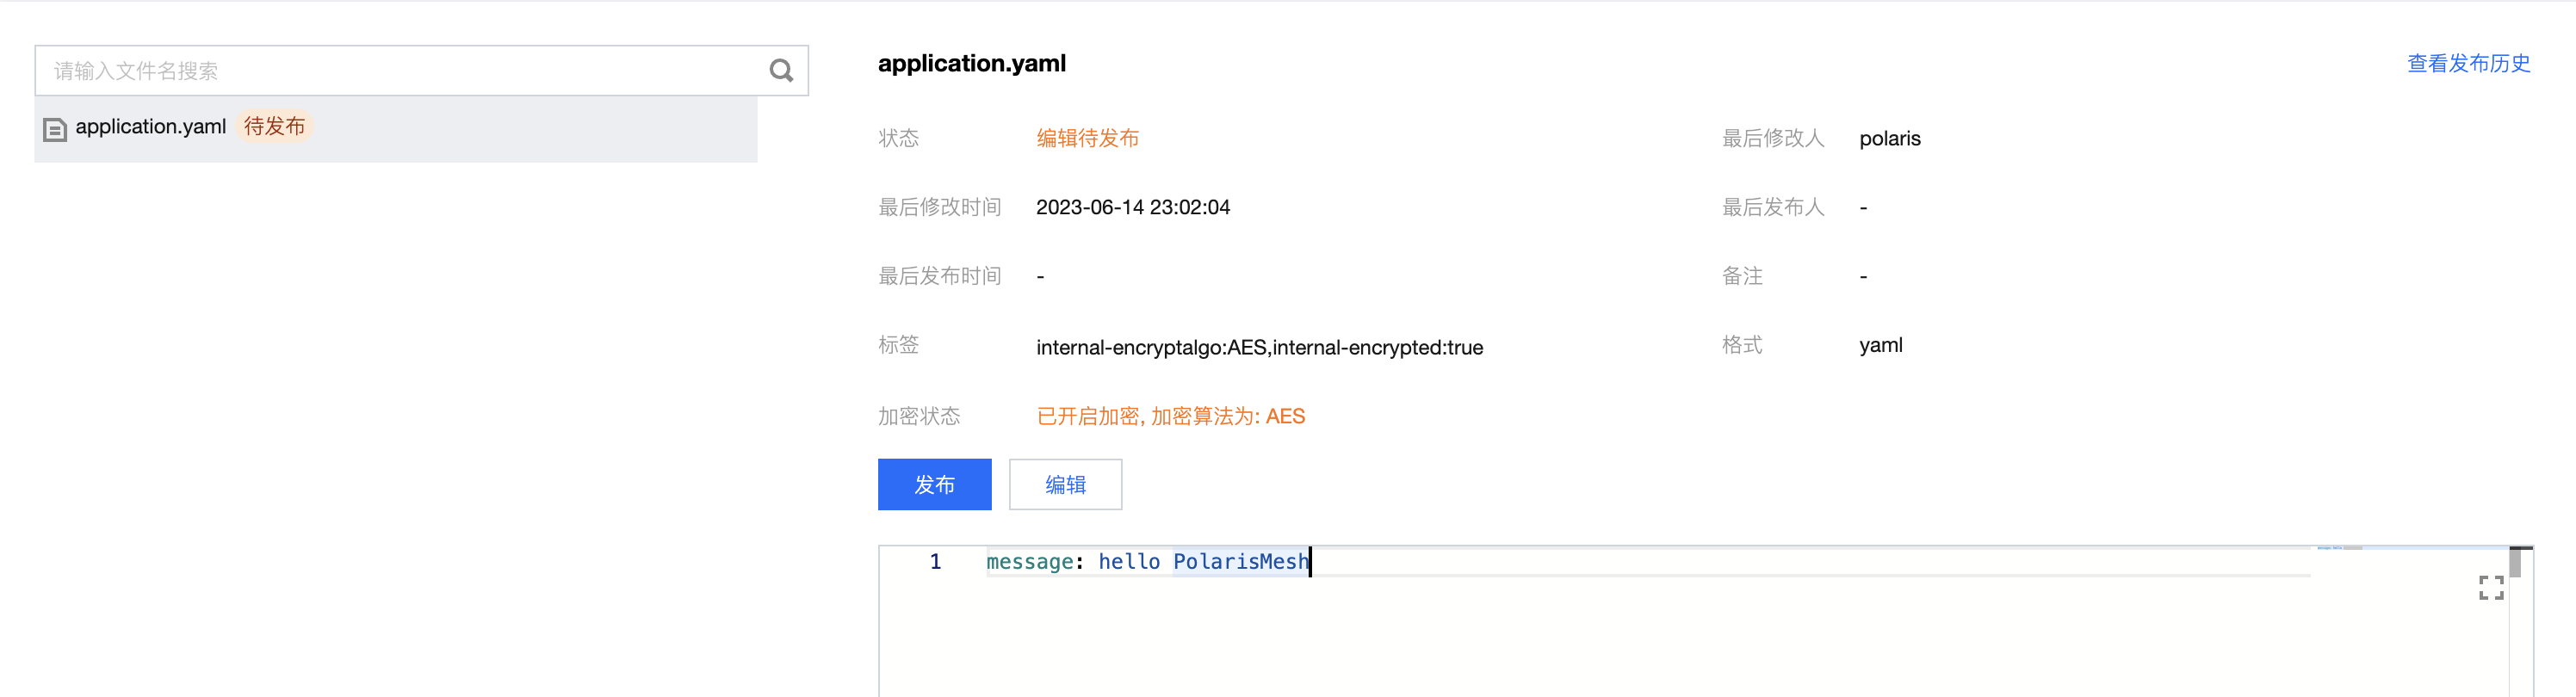 请输入文件名搜索
application.yaml 待发布
application.yaml
查看发布历史
状态 编辑待发布 最后修改人 polaris
最后修改时间 2023-06-14 23:02:04 最后发布人 -
最后发布时间 - 备注 -
标签 internal-encryptalgo:AES,internal-encrypted:true 格式 yaml
加密状态 已开启加密, 加密算法为: AES
发布 编辑
1 message: hello PolarisMesh